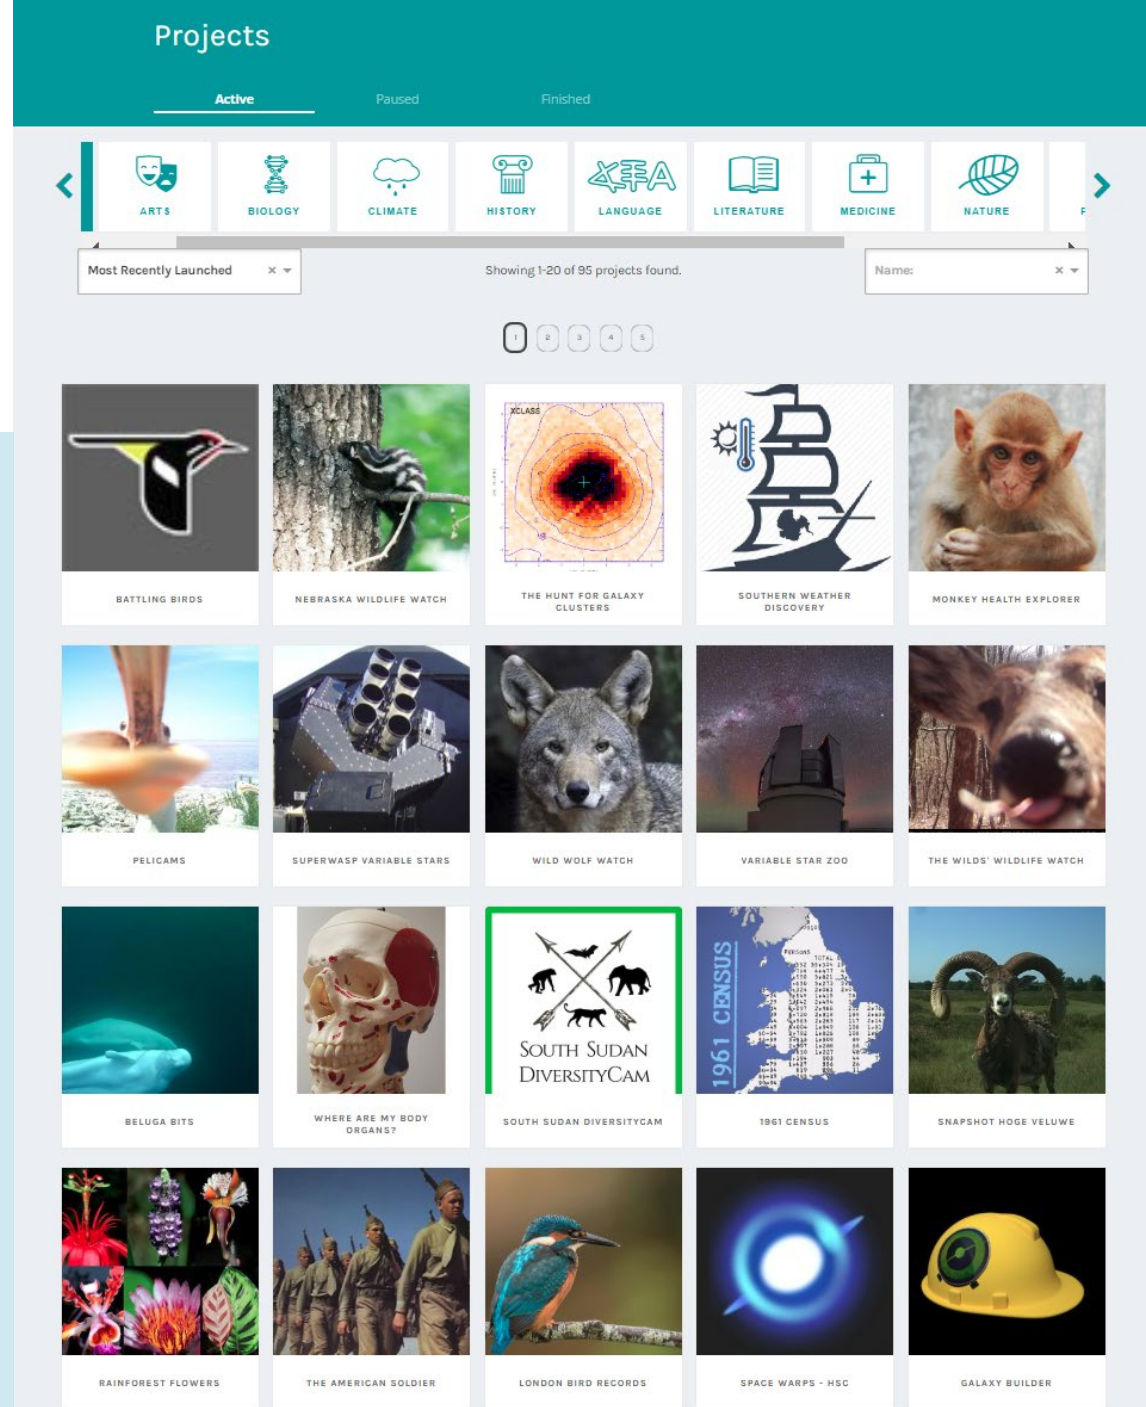 Projects
Active
Paused
Finished
ARTS
BIOLOGY
CLIMATE
HISTORY
LANGUAGE
LITERATURE
MEDICINE
NATURE
Most Recently Launched
Showing 1-20 of 95 projects found.
Name:
1 2 3 4 5
XCLASS
BATTLING BIRDS
NEBRASKA WILDLIFE WATCH
THE HUNT FOR GALAXY
CLUSTERS
SOUTHERN WEATHER
DISCOVERY
MONKEY HEALTH EXPLORER
PELICAMS
SUPERWASP VARIABLE STARS
WILD WOLF WATCH
VARIABLE STAR ZOO
THE WILDS' WILDLIFE WATCH
SOUTH SUDAN
DIVERSITYCAM
1961 CENSUS
PERSONS
TOTAL
BELUGA BITS
WHERE ARE MY BODY
ORGANS?
SOUTH SUDAN DIVERSITYCAM
1961 CENSUS
SNAPSHOT HOGE VELUWE
RAINFOREST FLOWERS
THE AMERICAN SOLDIER
LONDON BIRD RECORDS
SPACE WARPS - HSC
GALAXY BUILDER